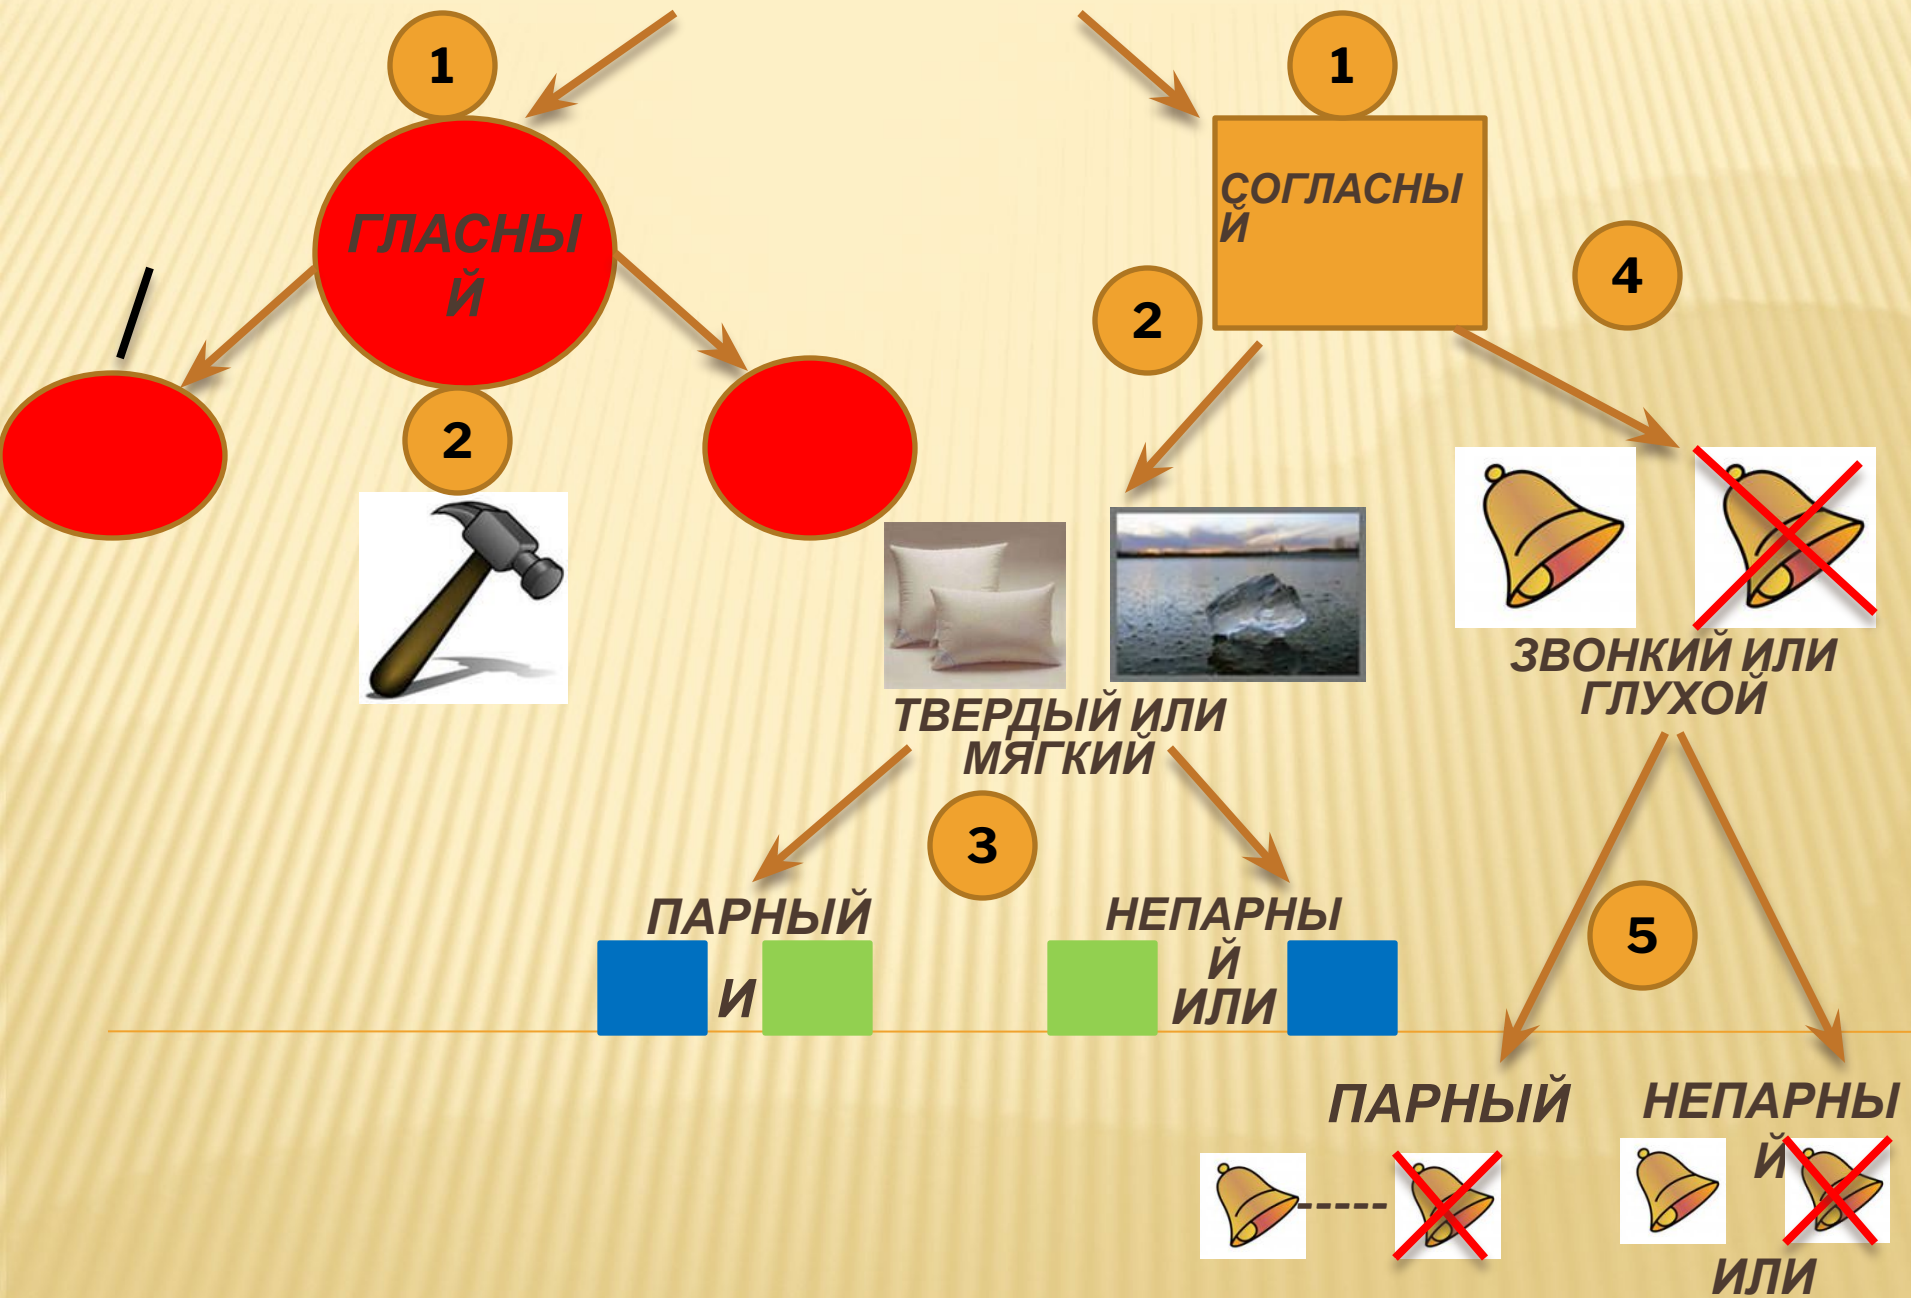 1
1
ГЛАСНЫ
Й
СОГЛАСНЫ
Й
2
4
2
ТВЕРДЫЙ ИЛИ
МЯГКИЙ
ЗВОНКИЙ ИЛИ
ГЛУХОЙ
3
ПАРНЫЙ
И
НЕПАРНЫ
Й
ИЛИ
5
ПАРНЫЙ
-----
НЕПАРНЫ
Й
ИЛИ